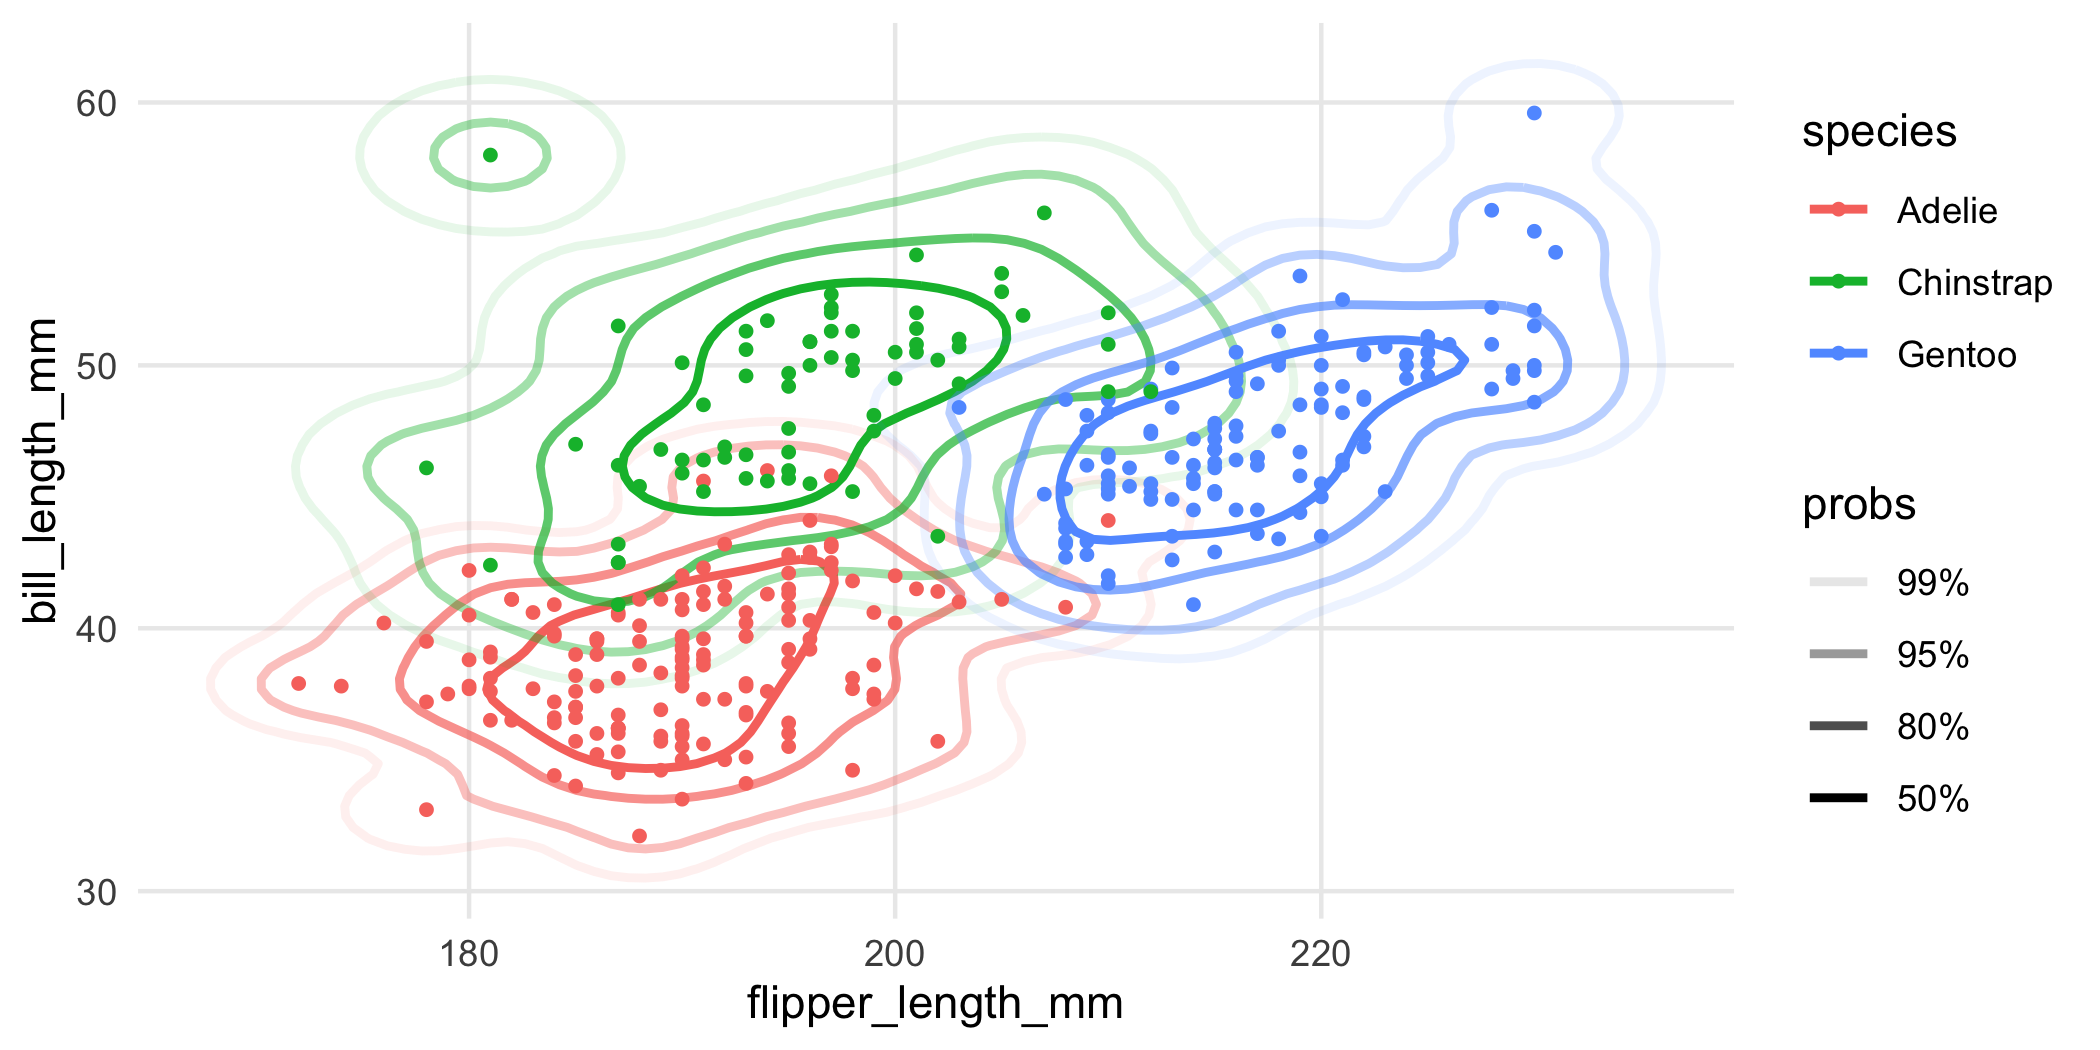 60
50
40
30
bill_length_mm
180
200
220
flipper_length_mm
species
Adelie
Chinstrap
Gentoo
probs
99%
95%
80%
50%